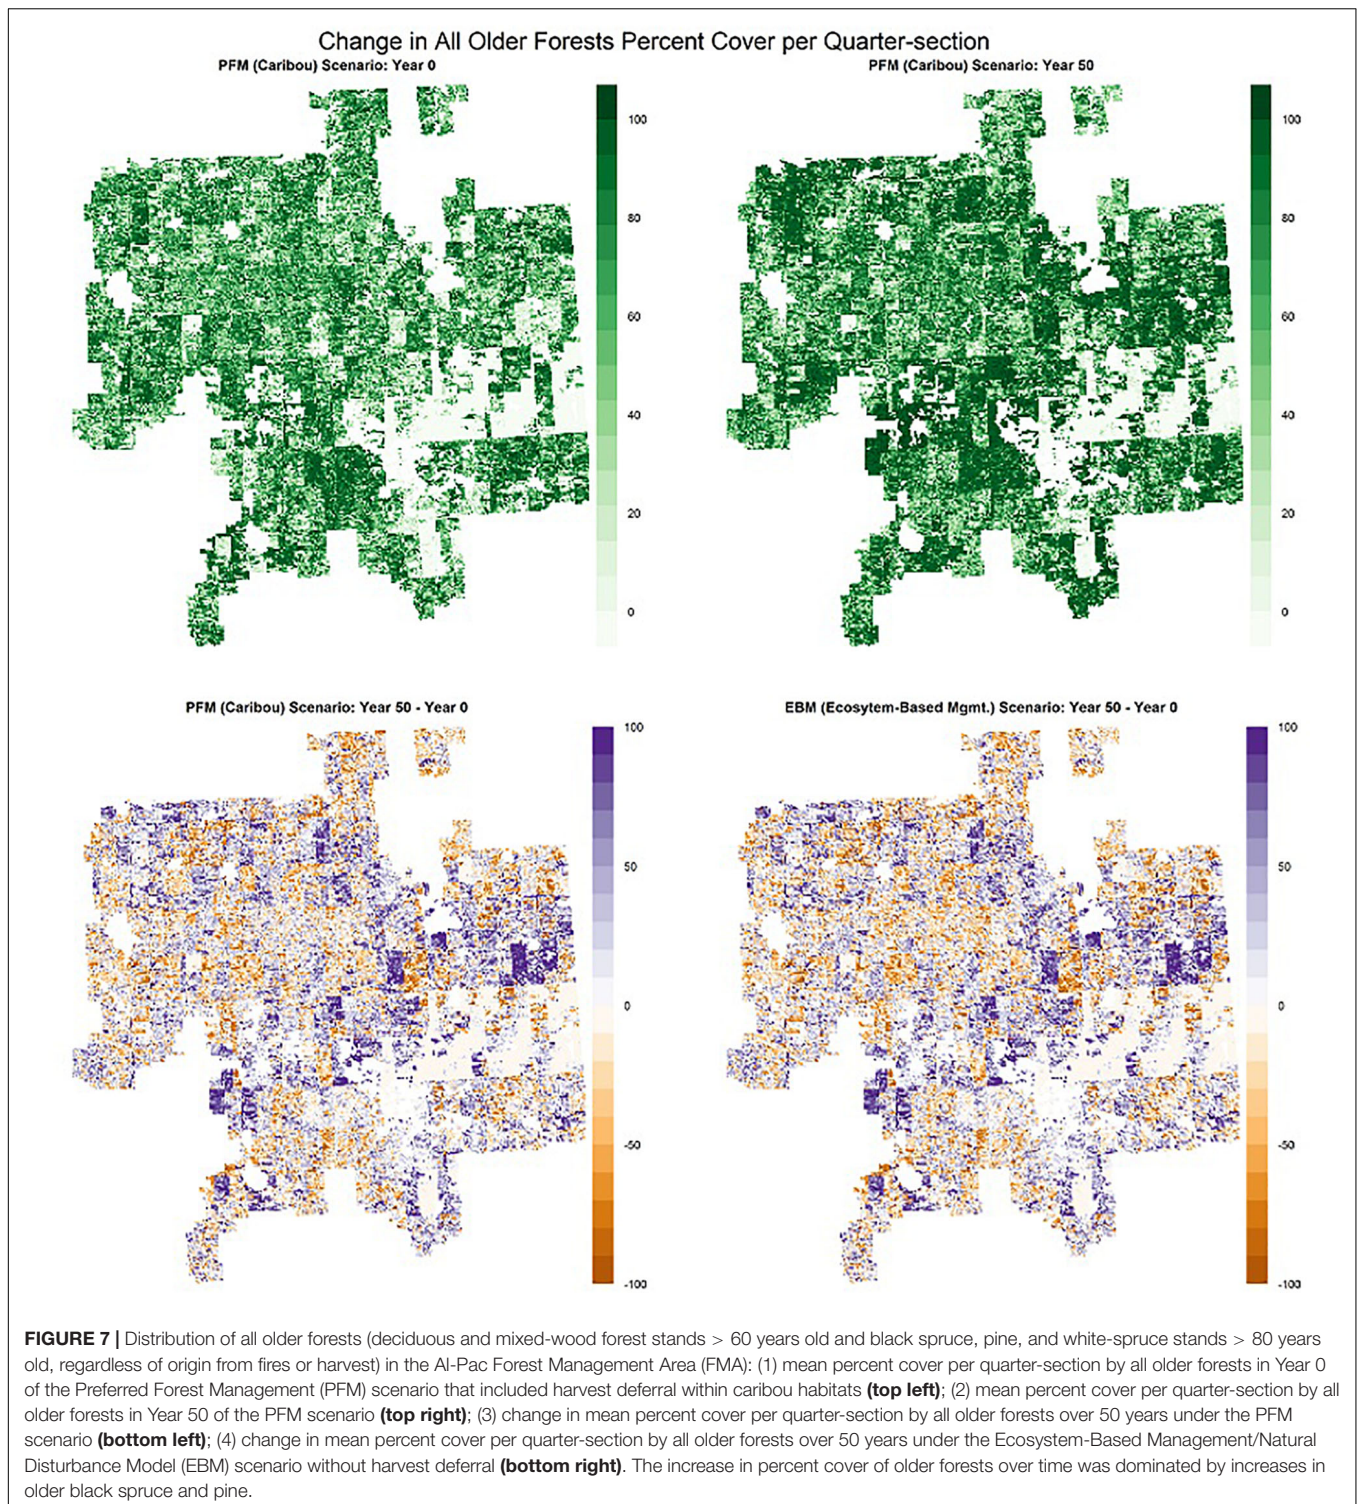 Change in All Older Forests Percent Cover per Quarter-section
PFM (Caribou) Scenario: Year 0
PFM (Caribou) Scenario: Year 50
100
80
60
40
20
0
100
80
60
40
20
0
PFM (Caribou) Scenario: Year 50 - Year 0
EBM (Ecosytem-Based Mgmt.) Scenario: Year 50 - Year 0
100
50
0
-50
-100
100
50
0
-50
-100
FIGURE 7 | Distribution of all older forests (deciduous and mixed-wood forest stands > 60 years old and black spruce, pine, and white-spruce stands > 80 years
old, regardless of origin from fires or harvest) in the Al-Pac Forest Management Area (FMA): (1) mean percent cover per quarter-section by all older forests in Year 0
of the Preferred Forest Management (PFM) scenario that included harvest deferral within caribou habitats (top left); (2) mean percent cover per quarter-section by all
older forests in Year 50 of the PFM scenario (top right); (3) change in mean percent cover per quarter-section by all older forests over 50 years under the PFM
scenario (bottom left); (4) change in mean percent cover per quarter-section by all older forests over 50 years under the Ecosystem-Based Management/Natural
Disturbance Model (EBM) scenario without harvest deferral (bottom right). The increase in percent cover of older forests over time was dominated by increases in
older black spruce and pine.